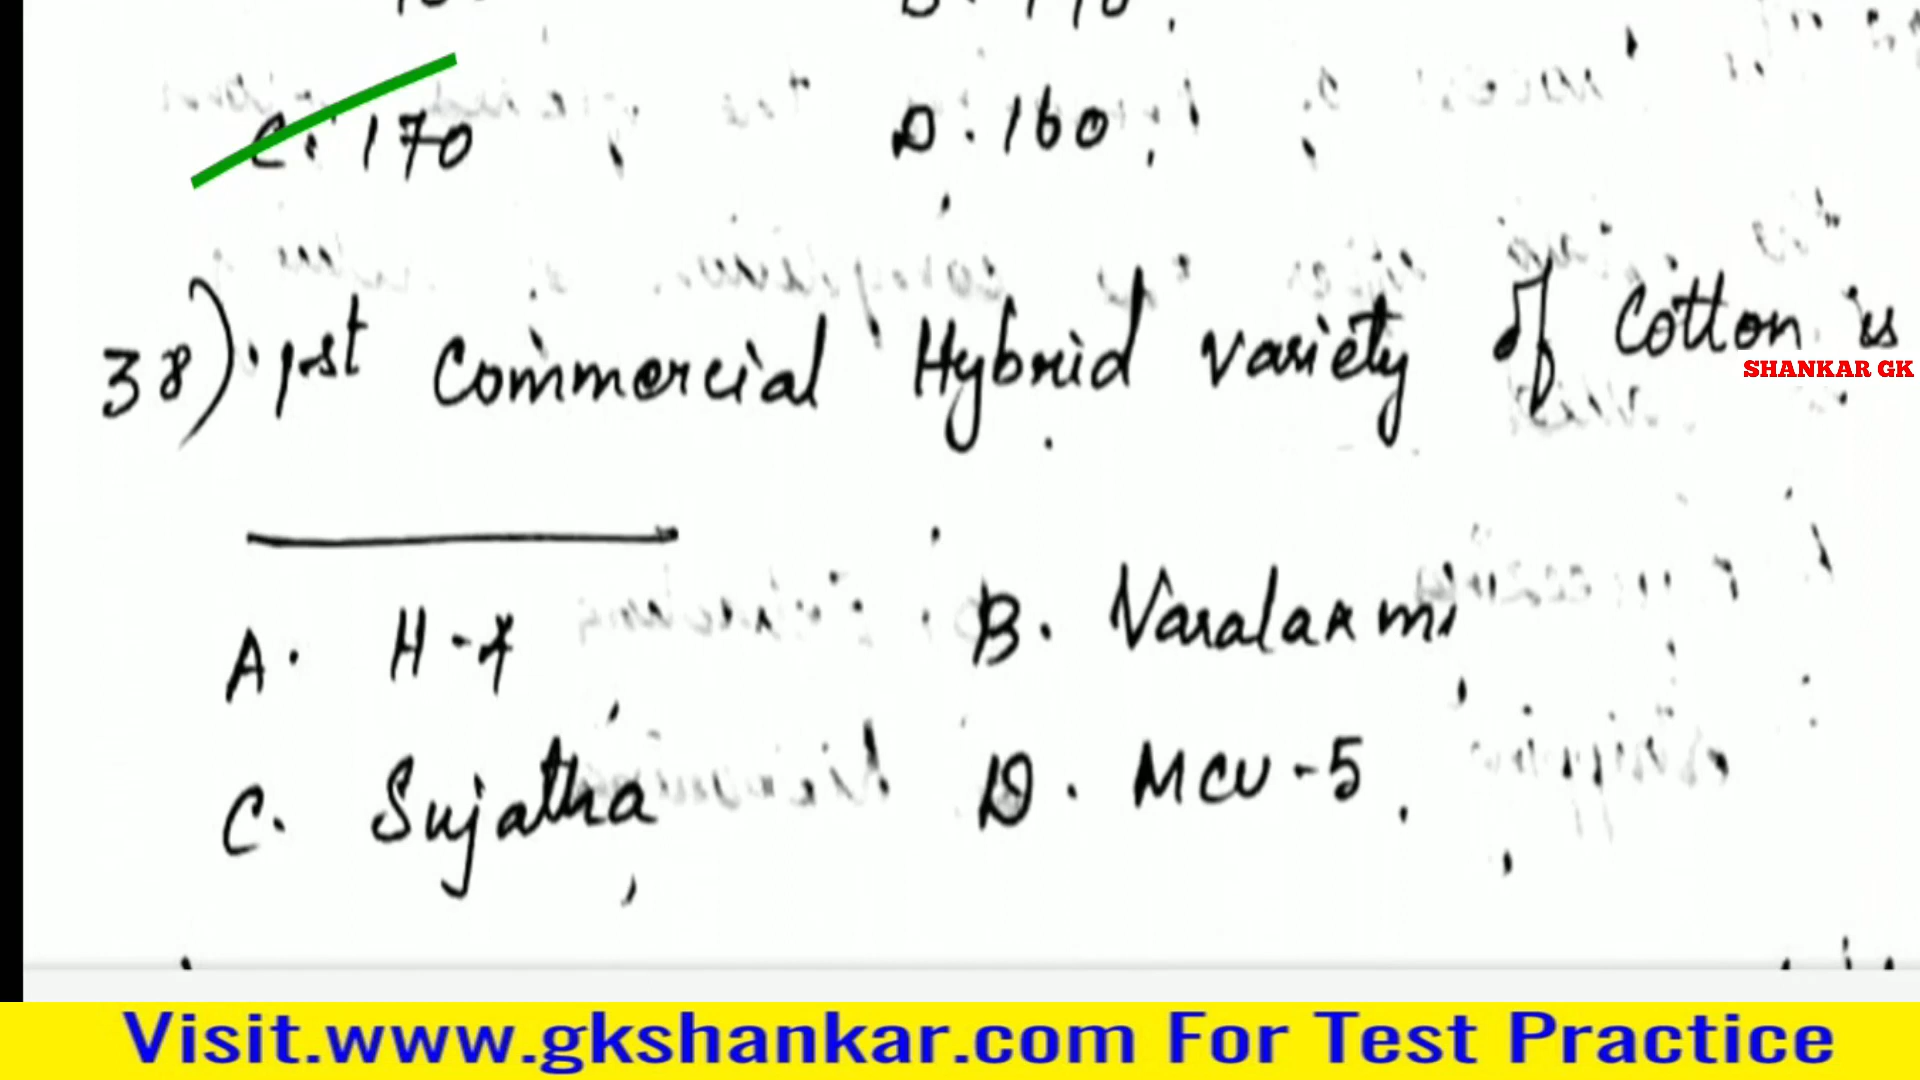 C. 170
D. 160
38). 1st Commercial Hybrid variety of Cotton is
SHANKAR GK
A. H-4
B. Varalaxmi
C. Sujatha
D. MCU-5.
Visit.www.gkshankar.com For Test Practice